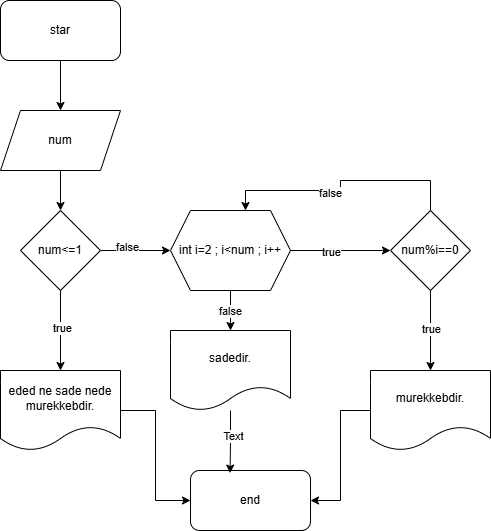 star
num
num<=1
false
int i=2 ; i<num ; i++
true
false
num%i==0
true
false
true
eded ne sade nede
murekkebdir.
sadedir.
murekkebdir.
Text
end